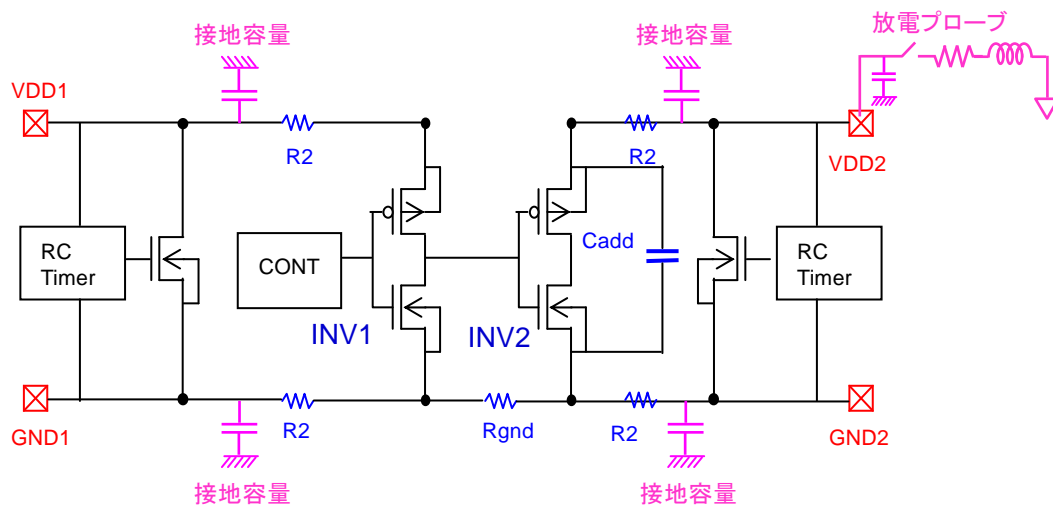 接地容量
接地容量
放電プローブ
VDD1
R2
R2
VDD2
RC
Timer
CONT
Cadd
RC
Timer
INV1
INV2
GND1
R2
Rgnd
R2
GND2
接地容量
接地容量